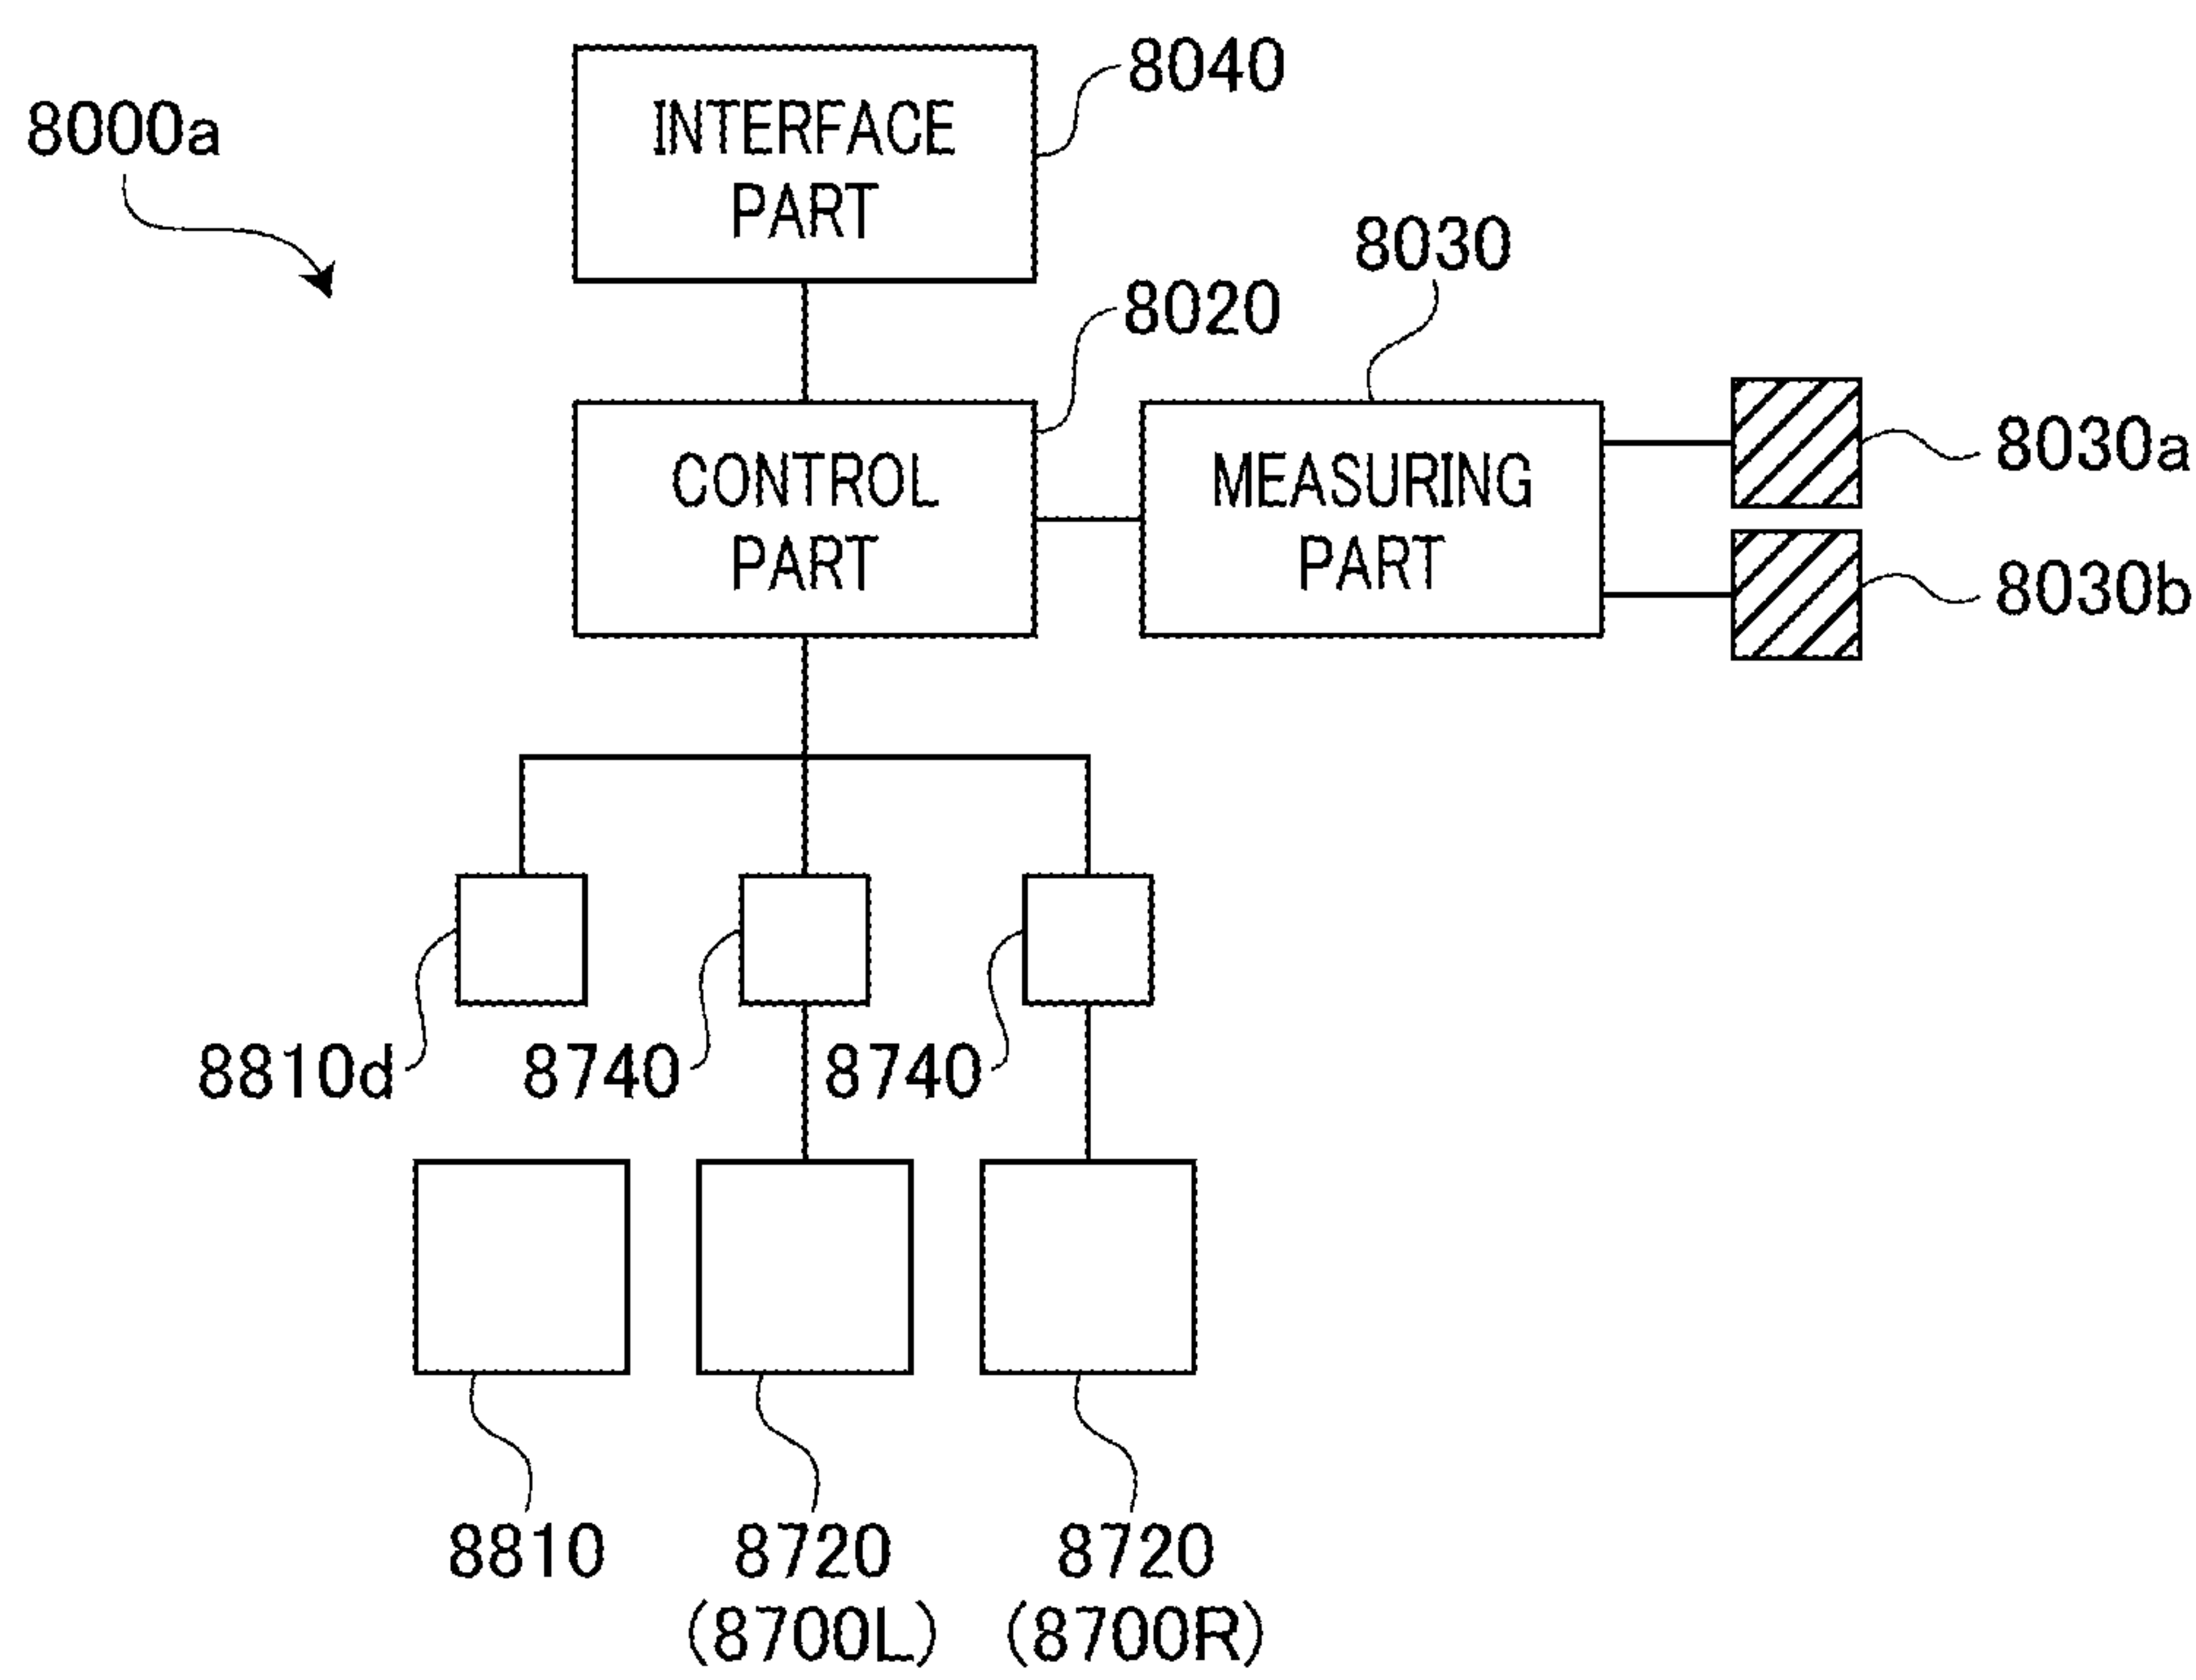 8040
8000a
INTERFACE
PART
8030
8020
8030a
CONTROL
PART
MEASURING
PART
8030b
8810d
8740
8740
8810
8720
(8700L)
8720
(8700R)